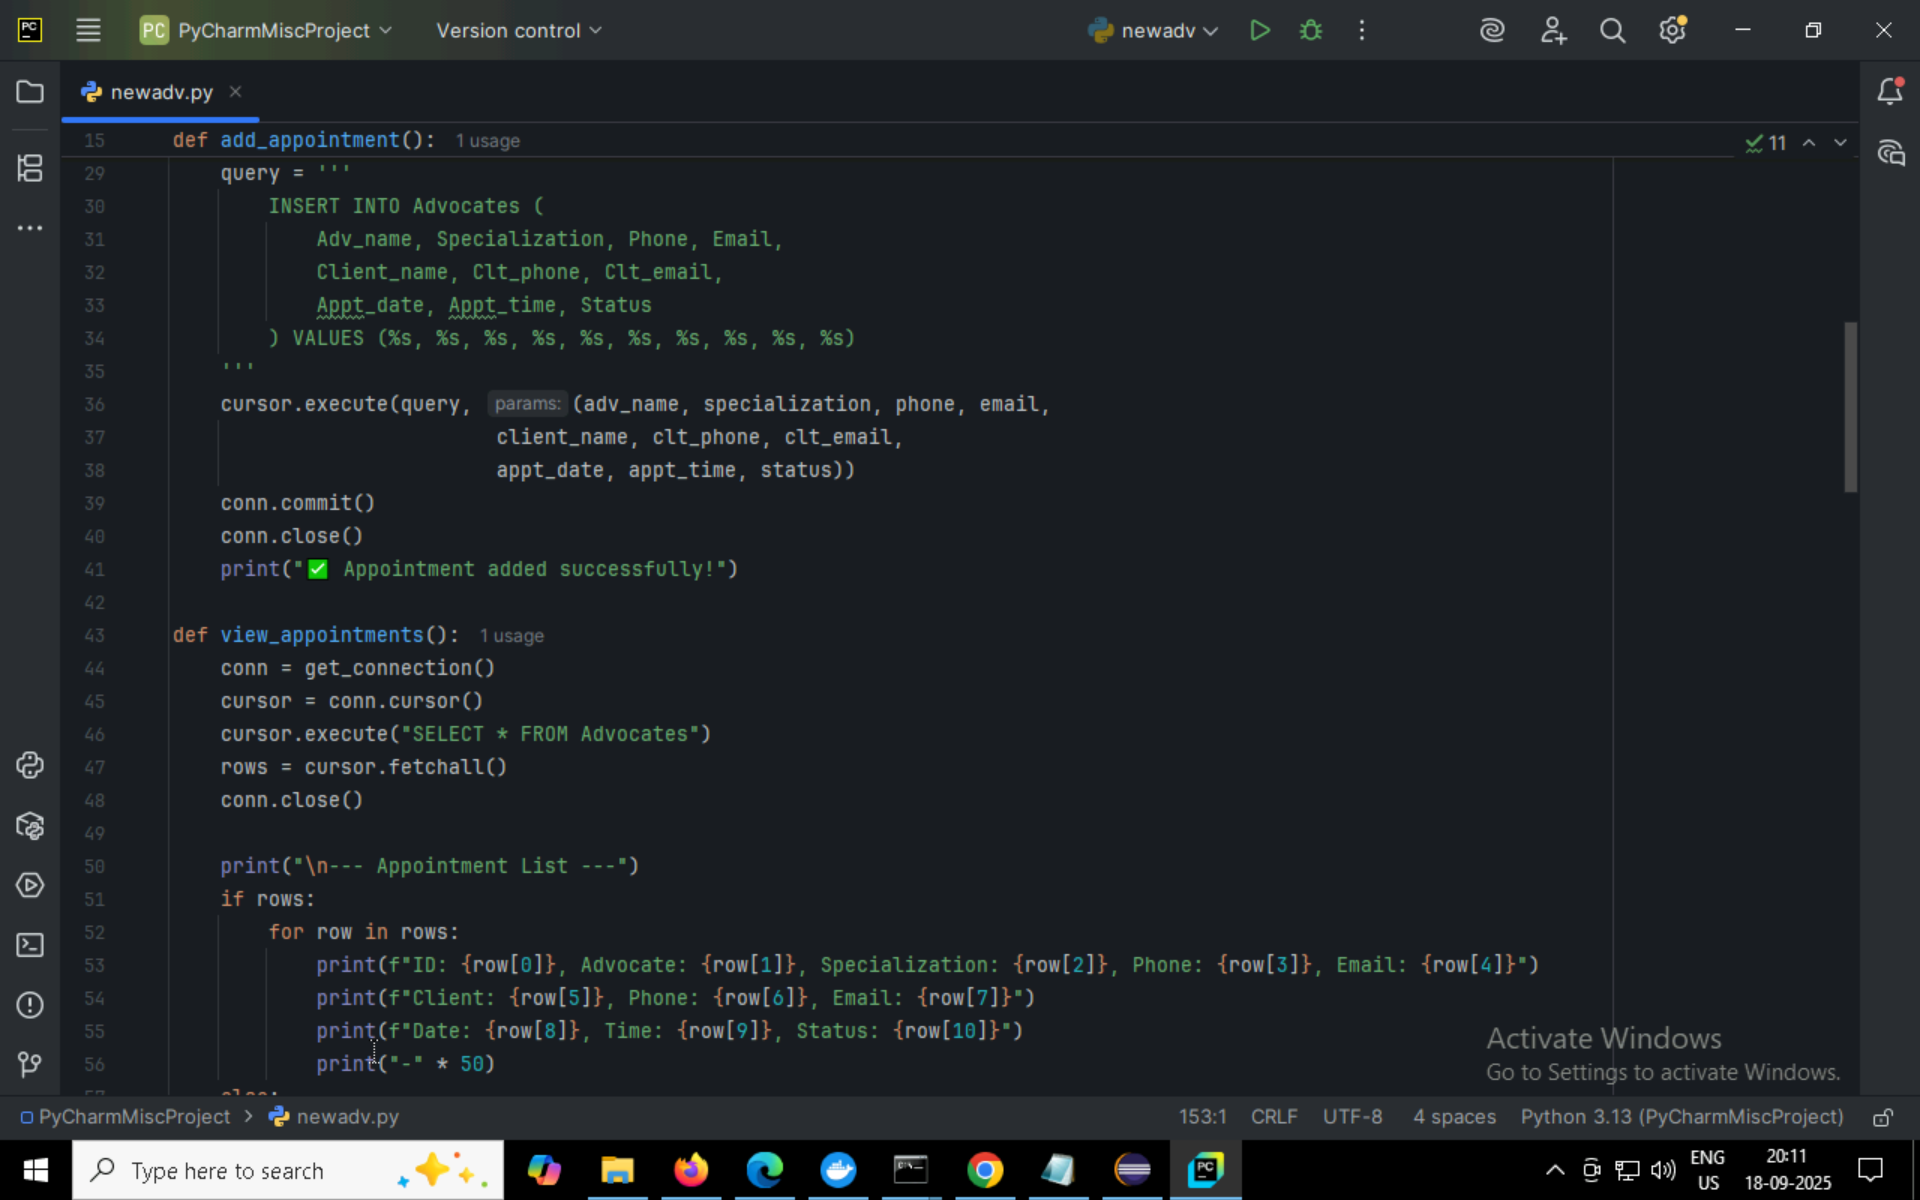 PC PyCharmMiscProject Version control newadv
newadv.py
15 def add_appointment(): 1 usage 11
29 query = '''
30 INSERT INTO Advocates (
31 Adv_name, Specialization, Phone, Email,
32 Client_name, Clt_phone, Clt_email,
33 Appt_date, Appt_time, Status
34 ) VALUES (%s, %s, %s, %s, %s, %s, %s, %s, %s, %s)
35 '''
36 cursor.execute(query, params: (adv_name, specialization, phone, email,
37 client_name, clt_phone, clt_email,
38 appt_date, appt_time, status))
39 conn.commit()
40 conn.close()
41 print("✅ Appointment added successfully!")
42
43 def view_appointments(): 1 usage
44 conn = get_connection()
45 cursor = conn.cursor()
46 cursor.execute("SELECT * FROM Advocates")
47 rows = cursor.fetchall()
48 conn.close()
49
50 print("\n--- Appointment List ---")
51 if rows:
52 for row in rows:
53 print(f"ID: {row[0]}, Advocate: {row[1]}, Specialization: {row[2]}, Phone: {row[3]}, Email: {row[4]}")
54 print(f"Client: {row[5]}, Phone: {row[6]}, Email: {row[7]}")
55 print(f"Date: {row[8]}, Time: {row[9]}, Status: {row[10]}")
56 print("-" * 50)
57 else:
Activate Windows
Go to Settings to activate Windows.
PyCharmMiscProject > newadv.py 153:1 CRLF UTF-8 4 spaces Python 3.13 (PyCharmMiscProject)
Type here to search
ENG
US
20:11
18-09-2025